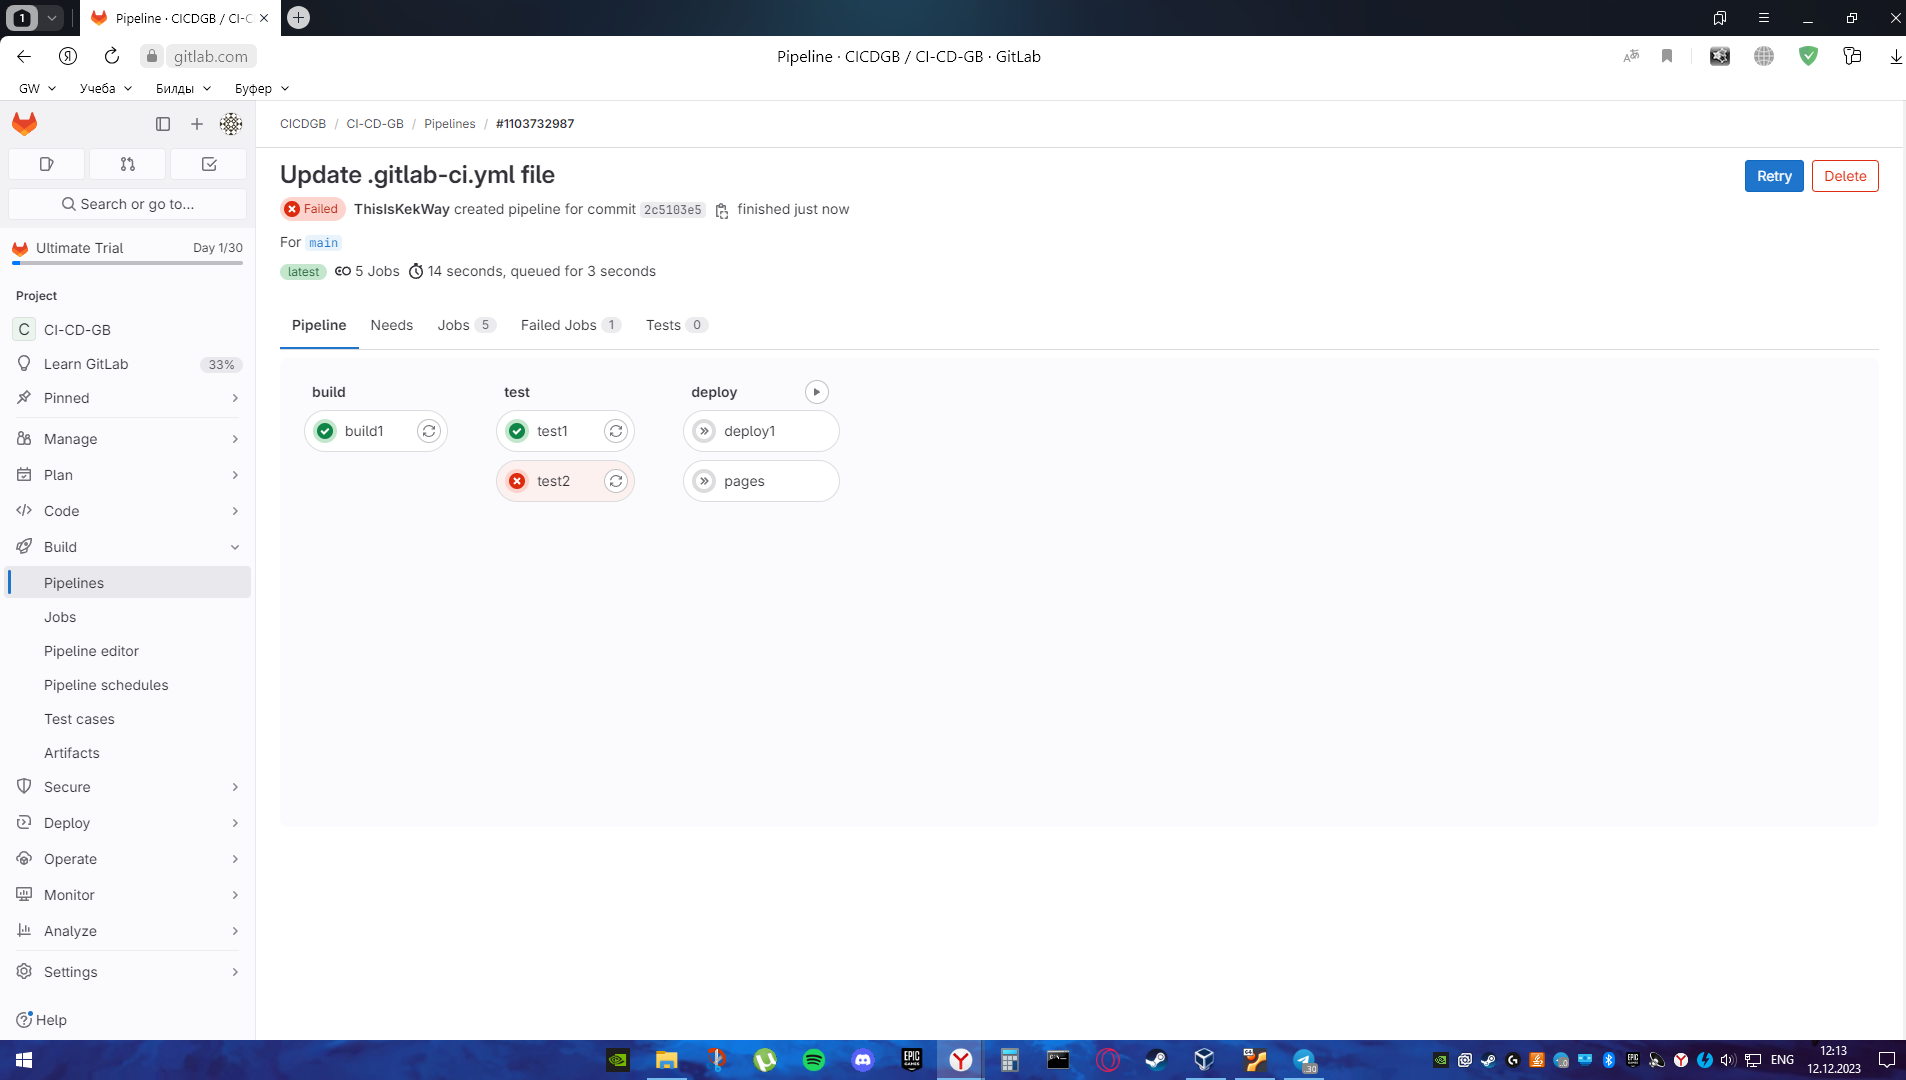 1
Pipeline · CICDGB / CI-C
gitlab.com
Pipeline · CICDGB / CI-CD-GB · GitLab
GW
Учеба
Билды
Буфер
CICDGB / CI-CD-GB / Pipelines / #1103732987
Search or go to...
Ultimate Trial Day 1/30
Project
C CI-CD-GB
Learn GitLab 33%
Pinned
Manage
Plan
Code
Build
Pipelines
Jobs
Pipeline editor
Pipeline schedules
Test cases
Artifacts
Secure
Deploy
Operate
Monitor
Analyze
Settings
Help
Update .gitlab-ci.yml file
Retry
Delete
Failed ThisIsKekWay created pipeline for commit 2c5103e5 finished just now
For main
latest 5 Jobs 14 seconds, queued for 3 seconds
Pipeline Needs Jobs 5 Failed Jobs 1 Tests 0
build test deploy
build1 test1 deploy1
test2 pages
EPIC GAMES
30
ENG
12:13
12.12.2023